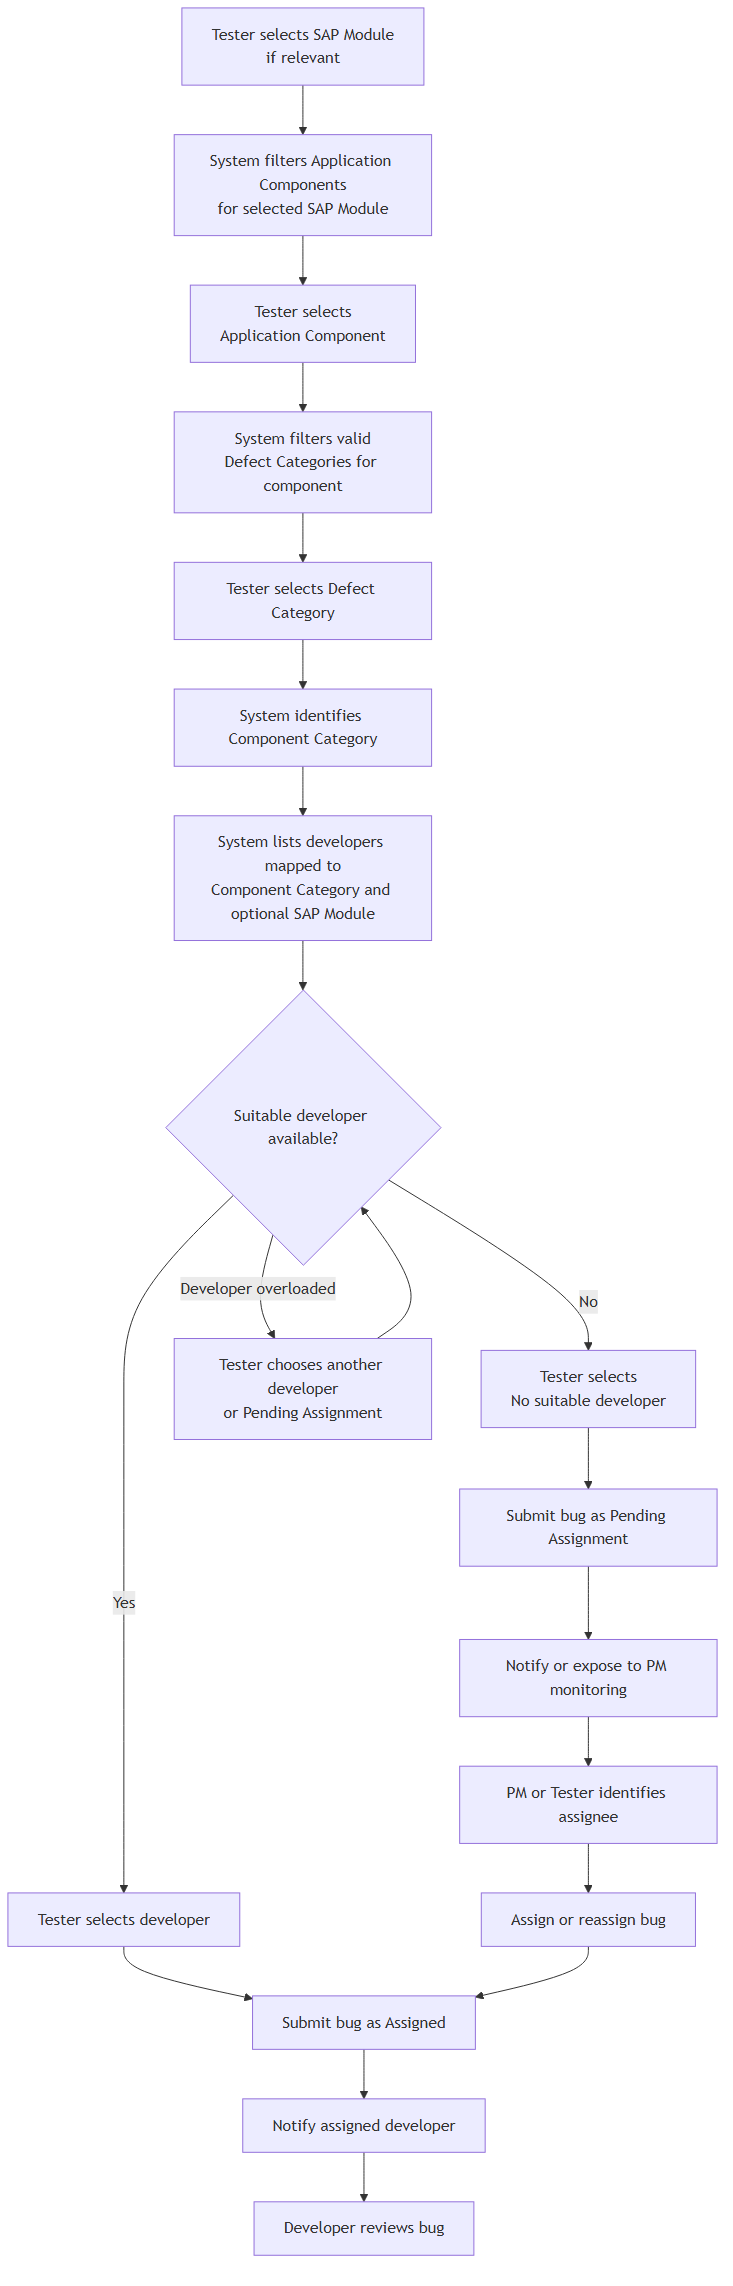 Tester selects SAP Module
if relevant
System filters Application
Components
for selected SAP Module
Tester selects
Application Component
System filters valid
Defect Categories for
component
Tester selects Defect
Category
System identifies
Component Category
System lists developers
mapped to
Component Category and
optional SAP Module
Suitable developer
available?
Developer overloaded
No
Tester chooses another
developer
or Pending Assignment
Tester selects
No suitable developer
Submit bug as Pending
Assignment
Yes
Notify or expose to PM
monitoring
PM or Tester identifies
assignee
Tester selects developer
Assign or reassign bug
Submit bug as Assigned
Notify assigned developer
Developer reviews bug